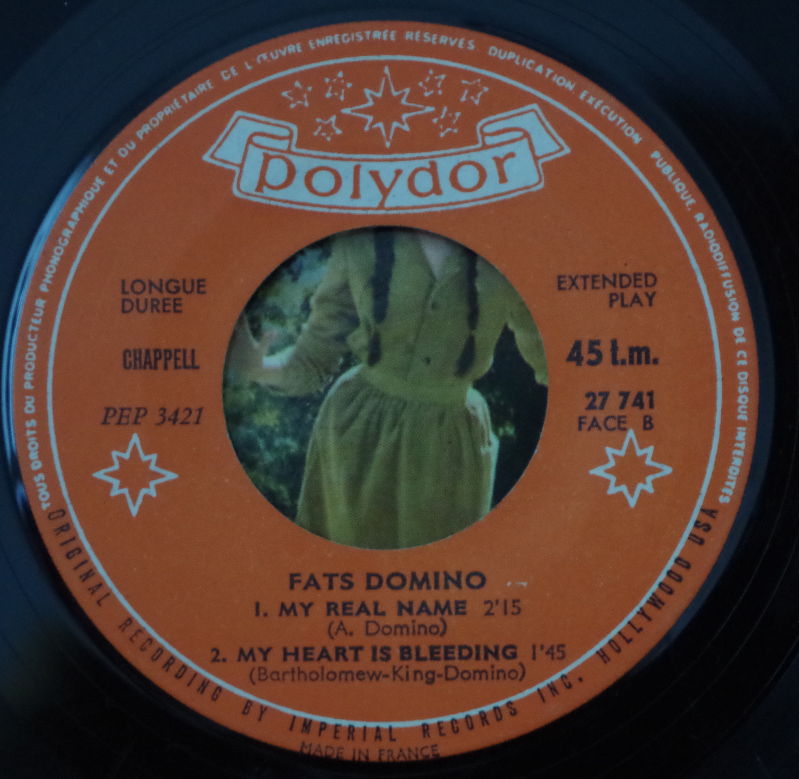 TOUS DROITS DU PRODUCTEUR PHONOGRAPHIQUE ET DU PROPRIÉTAIRE DE L'ŒUVRE ENREGISTRÉE RÉSERVÉS. DUPLICATION EXÉCUTION PUBLIQUE, RADIODIFFUSION DE CE DISQUE INTERDITES
polydor
LONGUE
DUREE
EXTENDED
PLAY
CHAPPELL
45 t.m.
PEP 3421
27 741
FACE B
FATS DOMINO
1. MY REAL NAME 2'15
(A. Domino)
2. MY HEART IS BLEEDING 1'45
(Bartholomew-King-Domino)
ORIGINAL RECORDING BY IMPERIAL RECORDS INC. HOLLYWOOD USA
MADE IN FRANCE